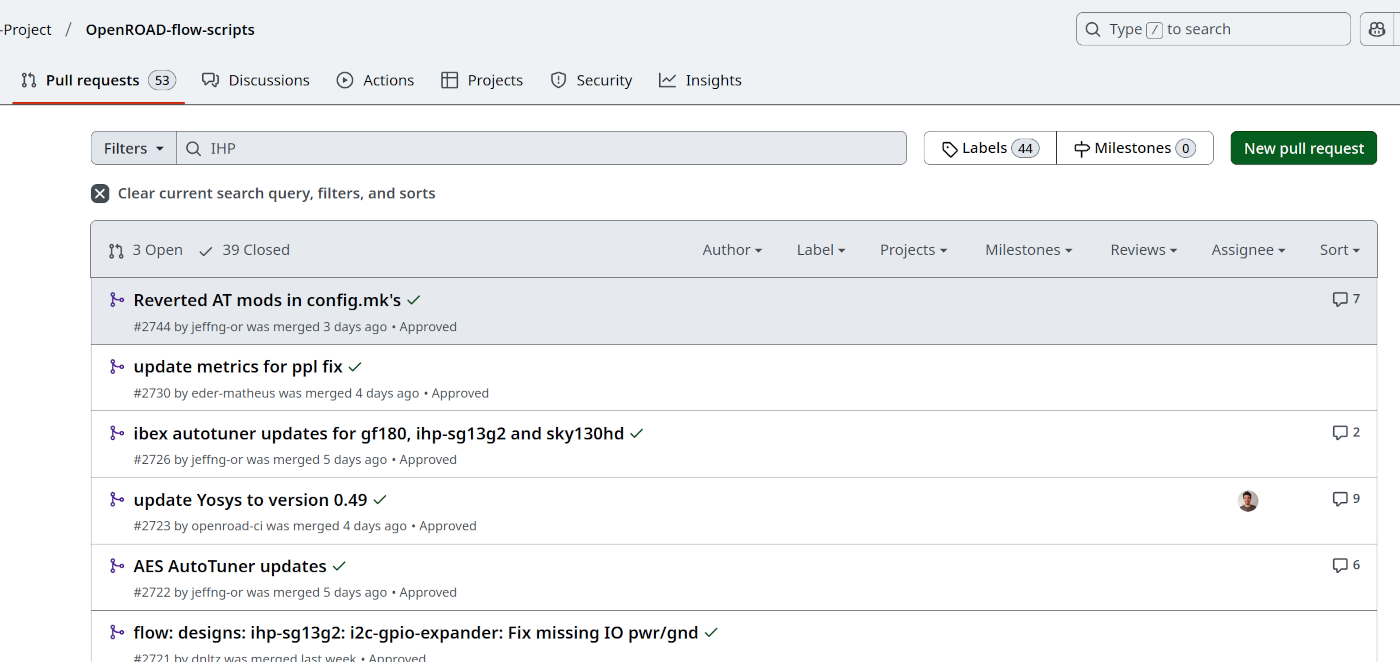 -Project / OpenROAD-flow-scripts
Type / to search
Pull requests 53 Discussions Actions Projects Security Insights
Filters IHP Labels 44 Milestones 0 New pull request
Clear current search query, filters, and sorts
3 Open 39 Closed Author Label Projects Milestones Reviews Assignee Sort
Reverted AT mods in config.mk's 7
#2744 by jeffng-or was merged 3 days ago • Approved
update metrics for ppl fix
#2730 by eder-matheus was merged 4 days ago • Approved
ibex autotuner updates for gf180, ihp-sg13g2 and sky130hd 2
#2726 by jeffng-or was merged 5 days ago • Approved
update Yosys to version 0.49 9
#2723 by openroad-ci was merged 4 days ago • Approved
AES AutoTuner updates 6
#2722 by jeffng-or was merged 5 days ago • Approved
flow: designs: ihp-sg13g2: i2c-gpio-expander: Fix missing IO pwr/gnd
#2721 by dnltz was merged last week • Approved